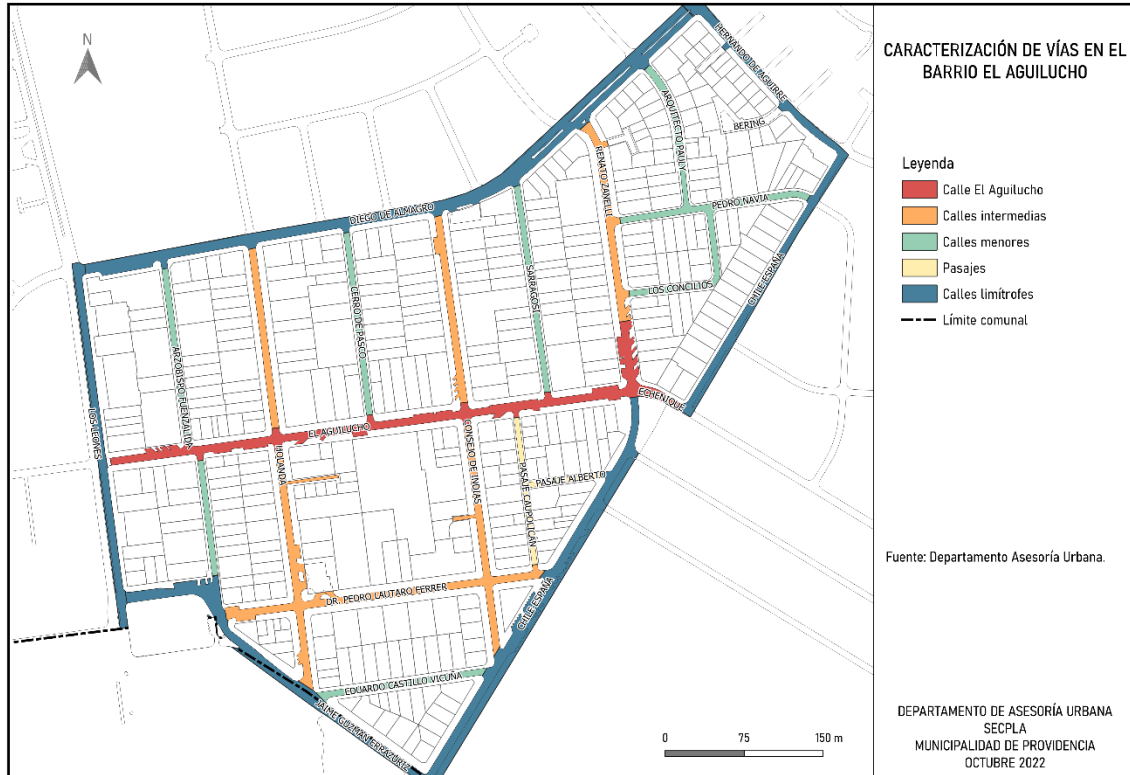 N
HERNANDO DE AGUIRRE
ARQUITECTO PAULY
BERING
RENATO ZANELLI
PEDRO NAVIA
DIEGO DE ALMAGRO
SARRAGOSI
LOS CONCILIOS
CHILE ESPAÑA
CERRO DE PASCO
ARZOBISPO FUENZALIDA
LOS LEONES
EL AGUILUCHO
ECHENIQUE
JOLANDA
CONSEJO DE INDIAS
PASAJE CAUPOLICÁN
PASAJE ALBERTO
DR. PEDRO LAUTARO FERRER
CHILE ESPAÑA
EDUARDO CASTILLO VICUÑA
JAIME GUZMÁN ERRÁZURIZ
0 75 150 m
CARACTERIZACIÓN DE VÍAS EN EL
BARRIO EL AGUILUCHO
Leyenda
Calle El Aguilucho
Calles intermedias
Calles menores
Pasajes
Calles limítrofes
Límite comunal
Fuente: Departamento Asesoría Urbana.
DEPARTAMENTO DE ASESORÍA URBANA
SECPLA
MUNICIPALIDAD DE PROVIDENCIA
OCTUBRE 2022